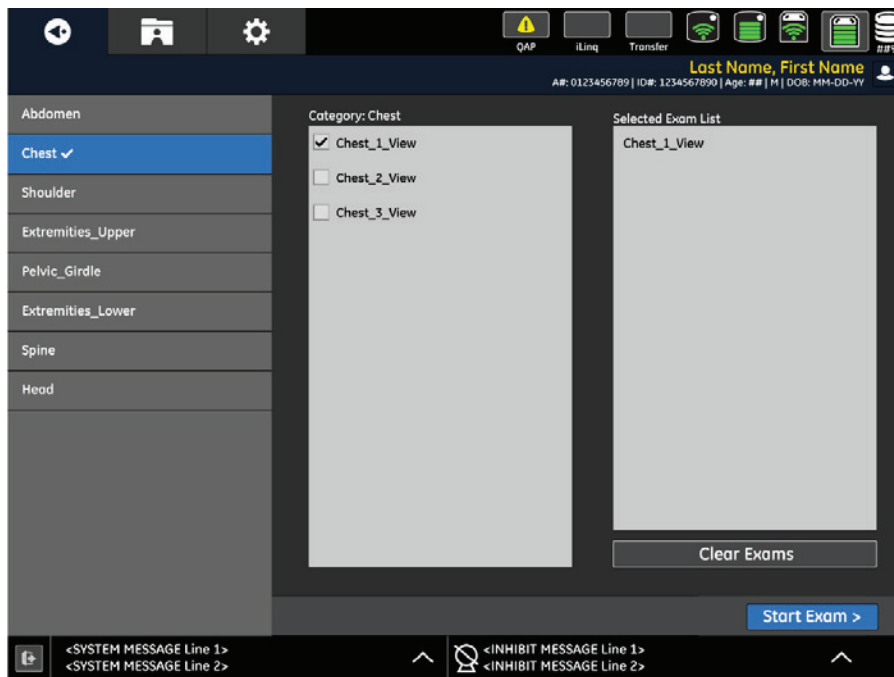 QAP
iLinq
Transfer
Last Name, First Name
A#: 0123456789 | ID#: 1234567890 | Age: ## | M | DOB: MM-DD-YY
Abdomen
Chest
Shoulder
Extremities_Upper
Pelvic_Girdle
Extremities_Lower
Spine
Head
Category: Chest
Chest_1_View
Chest_2_View
Chest_3_View
Selected Exam List
Chest_1_View
Clear Exams
Start Exam >
<SYSTEM MESSAGE Line 1>
<SYSTEM MESSAGE Line 2>
<INHIBIT MESSAGE Line 1>
<INHIBIT MESSAGE Line 2>